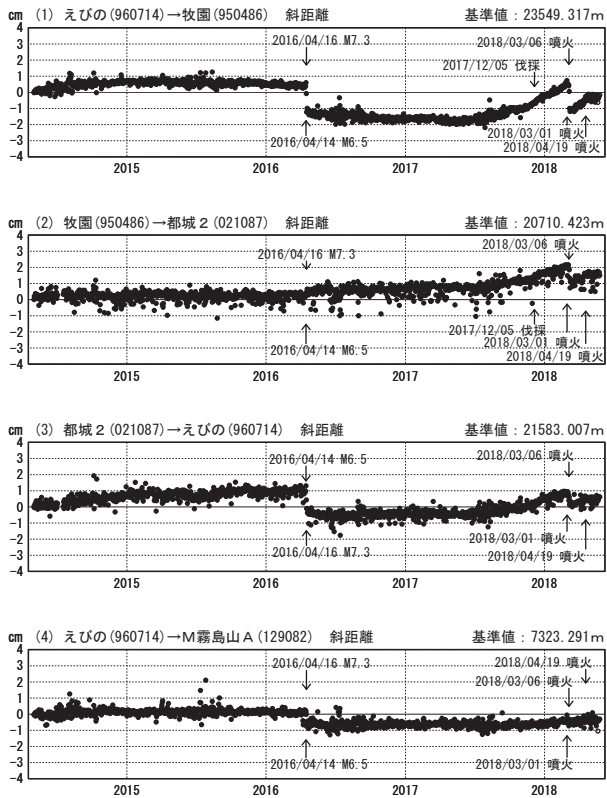 cm (1) えびの(960714)→牧園(950486) 斜距離 基準値：23549.317m
4
3
2
1
0
-1
-2
-3
-4
2016/04/16 M7.3
2018/03/06 噴火
2017/12/05 伐採
2016/04/14 M6.5
2018/03/01 噴火
2018/04/19 噴火
2015 2016 2017 2018
cm (2) 牧園(950486)→都城２(021087) 斜距離 基準値：20710.423m
4
3
2
1
0
-1
-2
-3
-4
2018/03/06 噴火
2016/04/16 M7.3
2017/12/05 伐採
2018/03/01 噴火
2016/04/14 M6.5
2018/04/19 噴火
2015 2016 2017 2018
cm (3) 都城２(021087)→えびの(960714) 斜距離 基準値：21583.007m
4
3
2
1
0
-1
-2
-3
-4
2018/03/06 噴火
2016/04/14 M6.5
2018/03/01 噴火
2016/04/16 M7.3
2018/04/19 噴火
2015 2016 2017 2018
cm (4) えびの(960714)→Ｍ霧島山Ａ(129082) 斜距離 基準値：7323.291m
4
3
2
1
0
-1
-2
-3
-4
2016/04/16 M7.3
2018/04/19 噴火
2018/03/06 噴火
2016/04/14 M6.5
2018/03/01 噴火
2015 2016 2017 2018